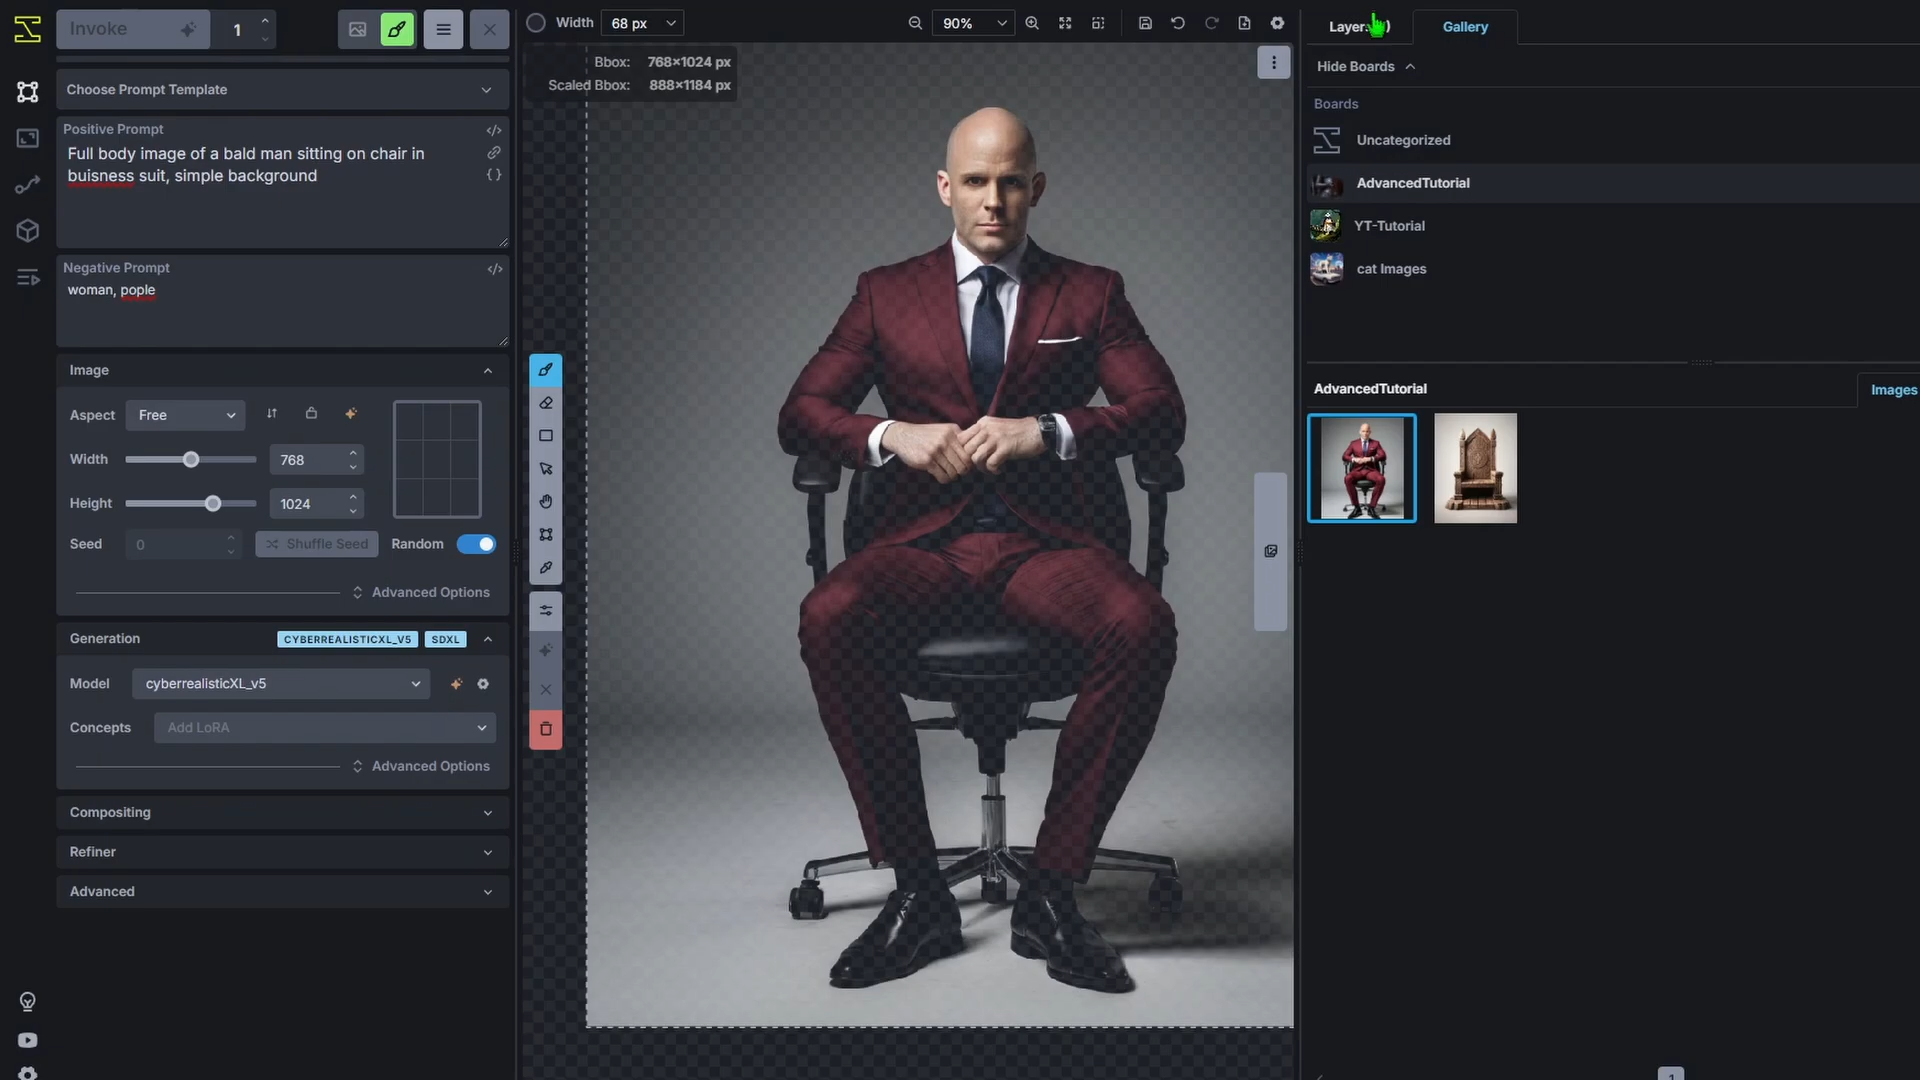 Invoke
1
Width 68 px
90%
Layer )
Gallery
Bbox: 768×1024 px
Scaled Bbox: 888×1184 px
Hide Boards
Boards
Uncategorized
AdvancedTutorial
YT-Tutorial
cat Images
AdvancedTutorial
Images
Choose Prompt Template
Positive Prompt
Full body image of a bald man sitting on chair in
buisness suit, simple background
Negative Prompt
woman, pople
Image
Aspect Free
Width 768
Height 1024
Seed 0 Shuffle Seed Random
Advanced Options
Generation CYBERREALISTICXL_V5 SDXL
Model cyberrealisticXL_v5
Concepts Add LoRA
Advanced Options
Compositing
Refiner
Advanced
1